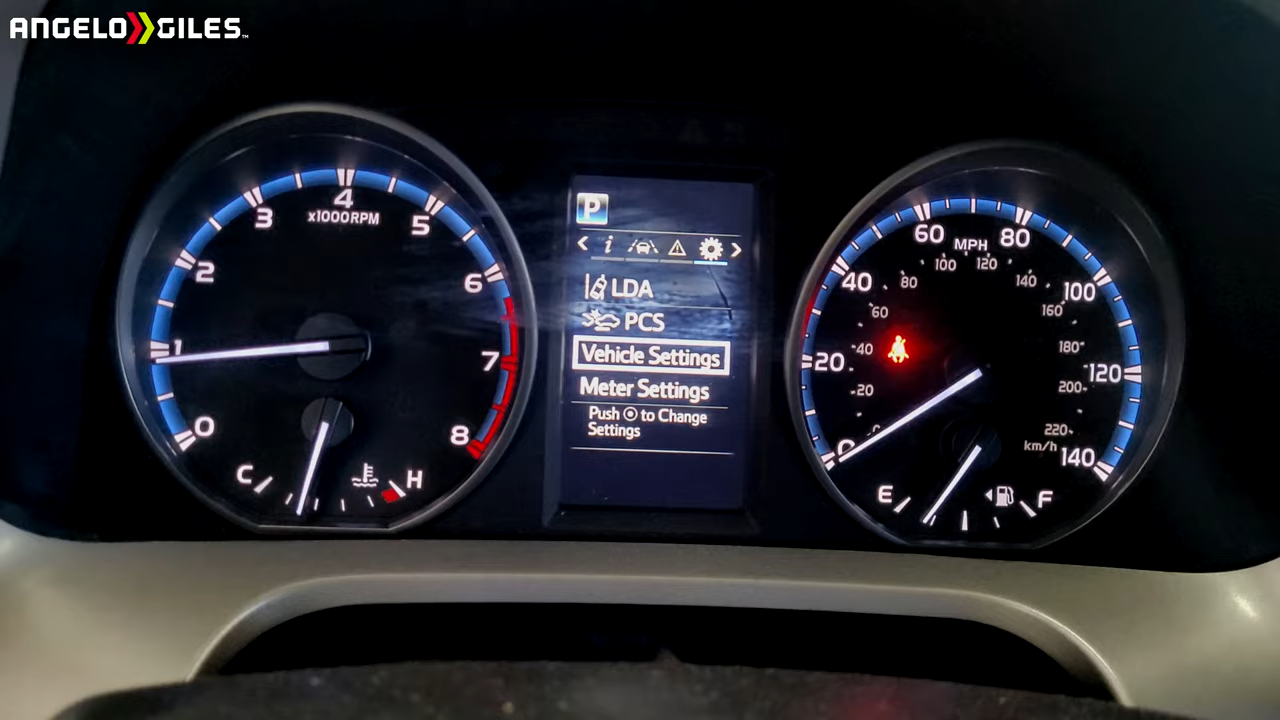 ANGELO GILES™
0
1
2
3
4
x1000RPM
5
6
7
8
C
H
P
i
LDA
PCS
Vehicle Settings
Meter Settings
Push to Change
Settings
0
20
40
60
MPH
80
100
120
140
20
40
60
80
100
120
140
160
180
200
220
km/h
E
F